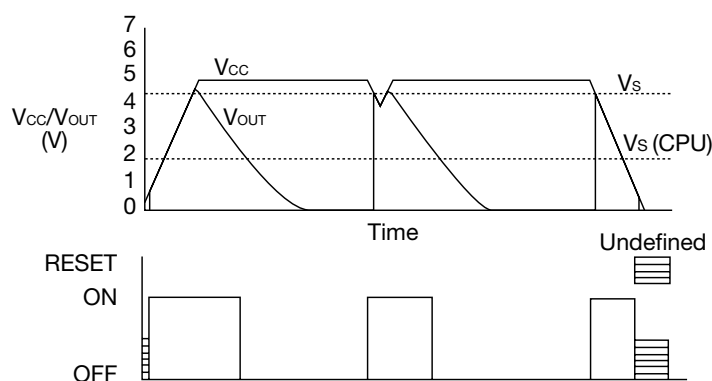 7
6
5
4
3
2
1
0
VCC/VOUT
(V)
VCC
VOUT
VS
VS (CPU)
Time
Undefined
RESET
ON
OFF